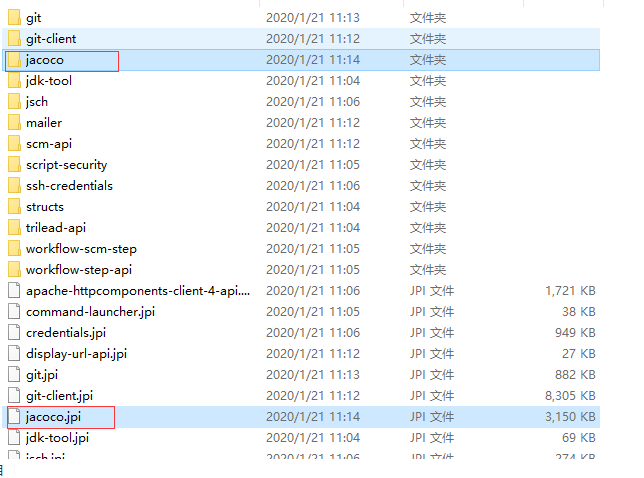 git 2020/1/21 11:13 文件夹
git-client 2020/1/21 11:12 文件夹
jacoco 2020/1/21 11:14 文件夹
jdk-tool 2020/1/21 11:04 文件夹
jsch 2020/1/21 11:06 文件夹
mailer 2020/1/21 11:12 文件夹
scm-api 2020/1/21 11:12 文件夹
script-security 2020/1/21 11:05 文件夹
ssh-credentials 2020/1/21 11:06 文件夹
structs 2020/1/21 11:04 文件夹
trilead-api 2020/1/21 11:04 文件夹
workflow-scm-step 2020/1/21 11:05 文件夹
workflow-step-api 2020/1/21 11:05 文件夹
apache-httpcomponents-client-4-api.... 2020/1/21 11:06 JPI 文件 1,721 KB
command-launcher.jpi 2020/1/21 11:05 JPI 文件 38 KB
credentials.jpi 2020/1/21 11:06 JPI 文件 949 KB
display-url-api.jpi 2020/1/21 11:12 JPI 文件 27 KB
git.jpi 2020/1/21 11:13 JPI 文件 882 KB
git-client.jpi 2020/1/21 11:12 JPI 文件 8,305 KB
jacoco.jpi 2020/1/21 11:14 JPI 文件 3,150 KB
jdk-tool.jpi 2020/1/21 11:04 JPI 文件 69 KB
jsch.jpi 2020/1/21 11:06 JPI 文件 274 KB